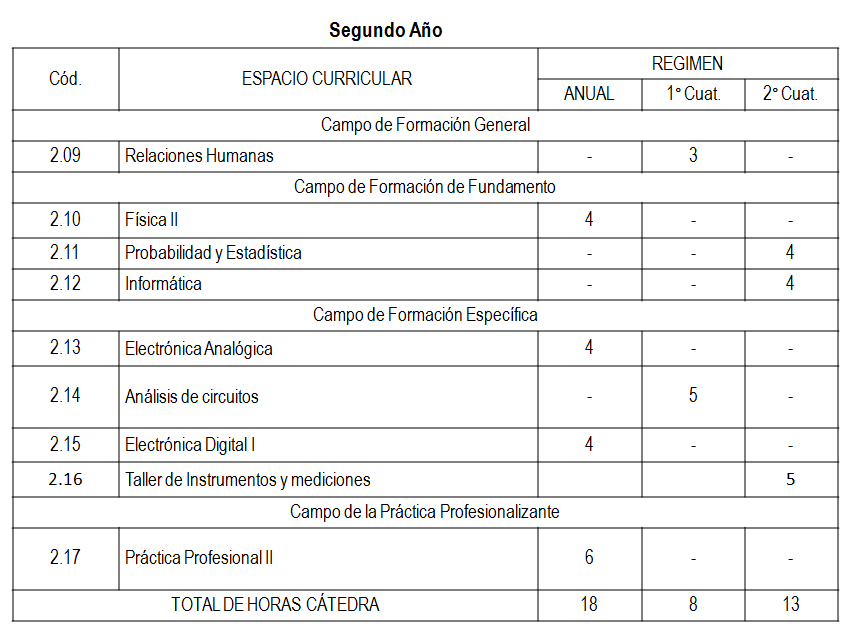 Segundo Año
Cód. ESPACIO CURRICULAR REGIMEN
ANUAL 1° Cuat. 2° Cuat.
Campo de Formación General
2.09 Relaciones Humanas - 3 -
Campo de Formación de Fundamento
2.10 Física II 4 - -
2.11 Probabilidad y Estadística - - 4
2.12 Informática - - 4
Campo de Formación Específica
2.13 Electrónica Analógica 4 - -
2.14 Análisis de circuitos - 5 -
2.15 Electrónica Digital I 4 - -
2.16 Taller de Instrumentos y mediciones 5
Campo de la Práctica Profesionalizante
2.17 Práctica Profesional II 6 - -
TOTAL DE HORAS CÁTEDRA 18 8 13